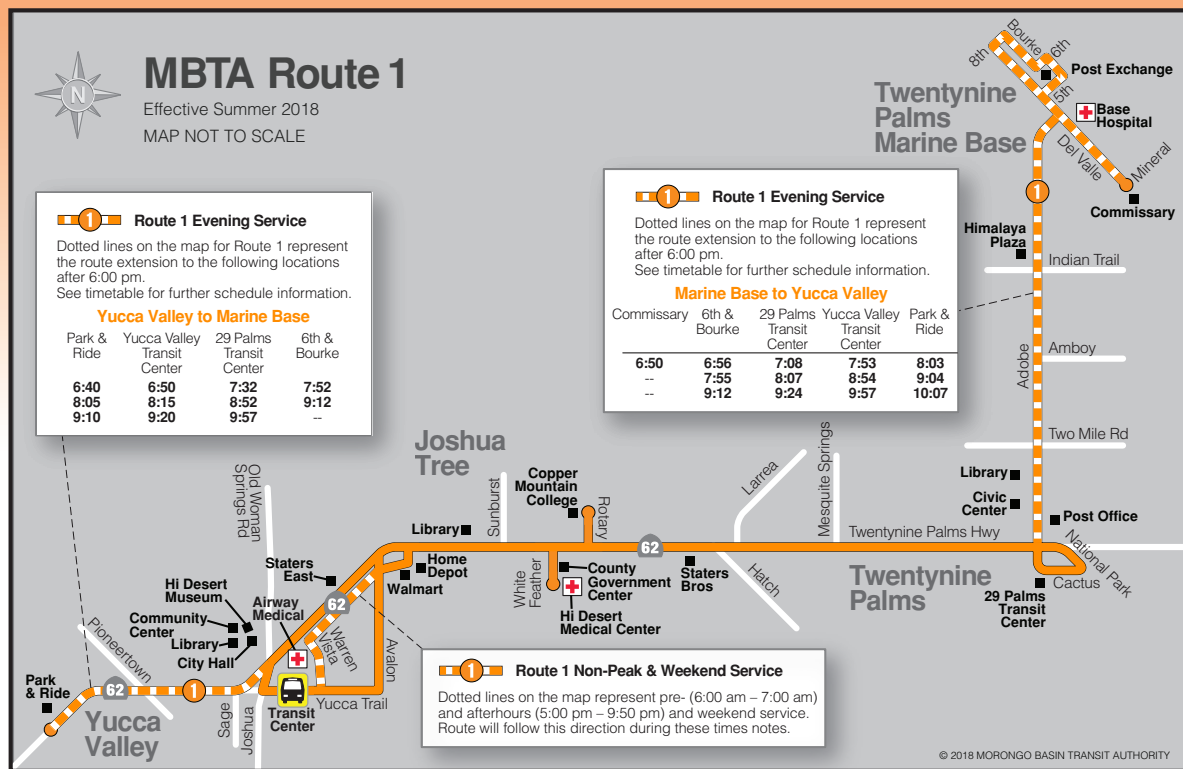 MBTA Route 1
Effective Summer 2018
MAP NOT TO SCALE
N
1 Route 1 Evening Service
Dotted lines on the map for Route 1 represent
the route extension to the following locations
after 6:00 pm.
See timetable for further schedule information.
Yucca Valley to Marine Base
Park & Ride | Yucca Valley Transit Center | 29 Palms Transit Center | 6th & Bourke
6:40 6:50 7:32 7:52
8:05 8:15 8:52 9:12
9:10 9:20 9:57 --
1 Route 1 Evening Service
Dotted lines on the map for Route 1 represent
the route extension to the following locations
after 6:00 pm.
See timetable for further schedule information.
Marine Base to Yucca Valley
Commissary | 6th & Bourke | 29 Palms Transit Center | Yucca Valley Transit Center | Park & Ride
6:50 6:56 7:08 7:53 8:03
-- 7:55 8:07 8:54 9:04
-- 9:12 9:24 9:57 10:07
8th
Bourke
6th
Post Exchange
5th
Twentynine
Palms
Marine Base
Base
Hospital
Del Valle
Mineral
Commissary
1
Himalaya
Plaza
Indian Trail
Adobe
Amboy
Two Mile Rd
Library
Civic
Center
Post Office
National Park
Cactus
29 Palms
Transit
Center
Twentynine
Palms
Twentynine Palms Hwy
Mesquite Springs
Larrea
Hatch
Staters
Bros
62
Rotary
Copper
Mountain
College
County
Government
Center
Hi Desert
Medical Center
White
Feather
Sunburst
Joshua
Tree
Library
Home
Depot
Walmart
Avalon
Staters
East
62
Old Woman
Springs Rd
Hi Desert
Museum
Airway
Medical
Community
Center
Library
City Hall
Warren
Vista
Yucca Trail
Transit
Center
Joshua
Sage
1
62
Pioneertown
Park
& Ride
Yucca
Valley
1 Route 1 Non-Peak & Weekend Service
Dotted lines on the map represent pre- (6:00 am – 7:00 am)
and afterhours (5:00 pm – 9:50 pm) and weekend service.
Route will follow this direction during these times notes.
© 2018 MORONGO BASIN TRANSIT AUTHORITY